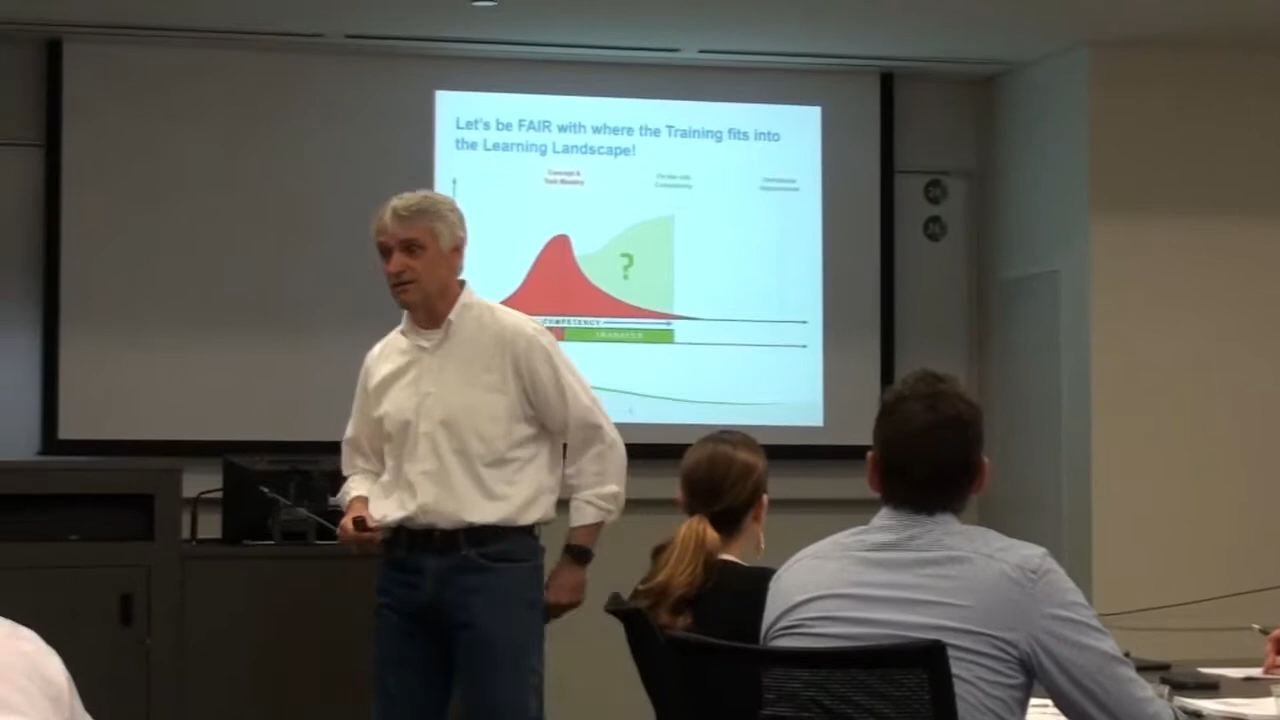 Let's be FAIR with where the Training fits into
the Learning Landscape!
Concept &
Task Mastery
?
COMPETENCY
TRANSFER